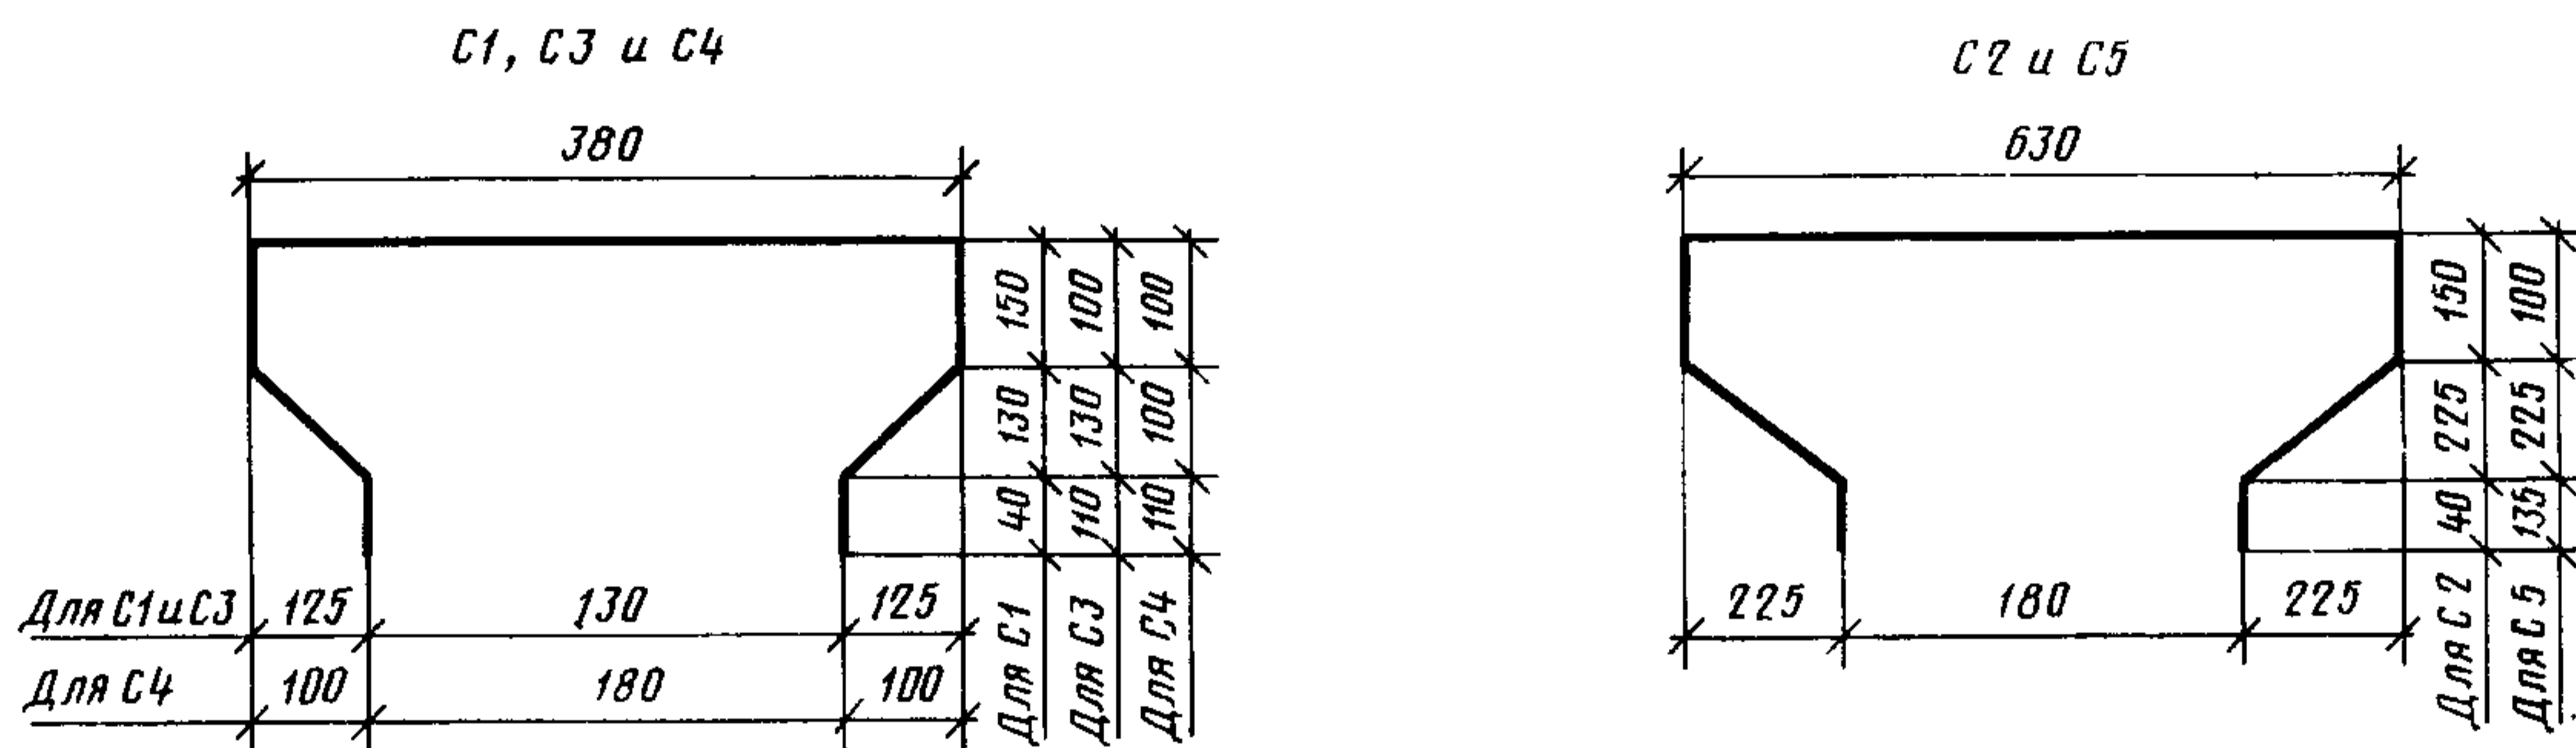 С1, С3 и С4
С2 и С5
380
630
150 100 100
150 100
130 130 100
225 225
40 110 110
40 135
Для С1 и С3 125 130 125
225 180 225
Для С4 100 180 100
Для С1
Для С3
Для С4
Для С2
Для С5